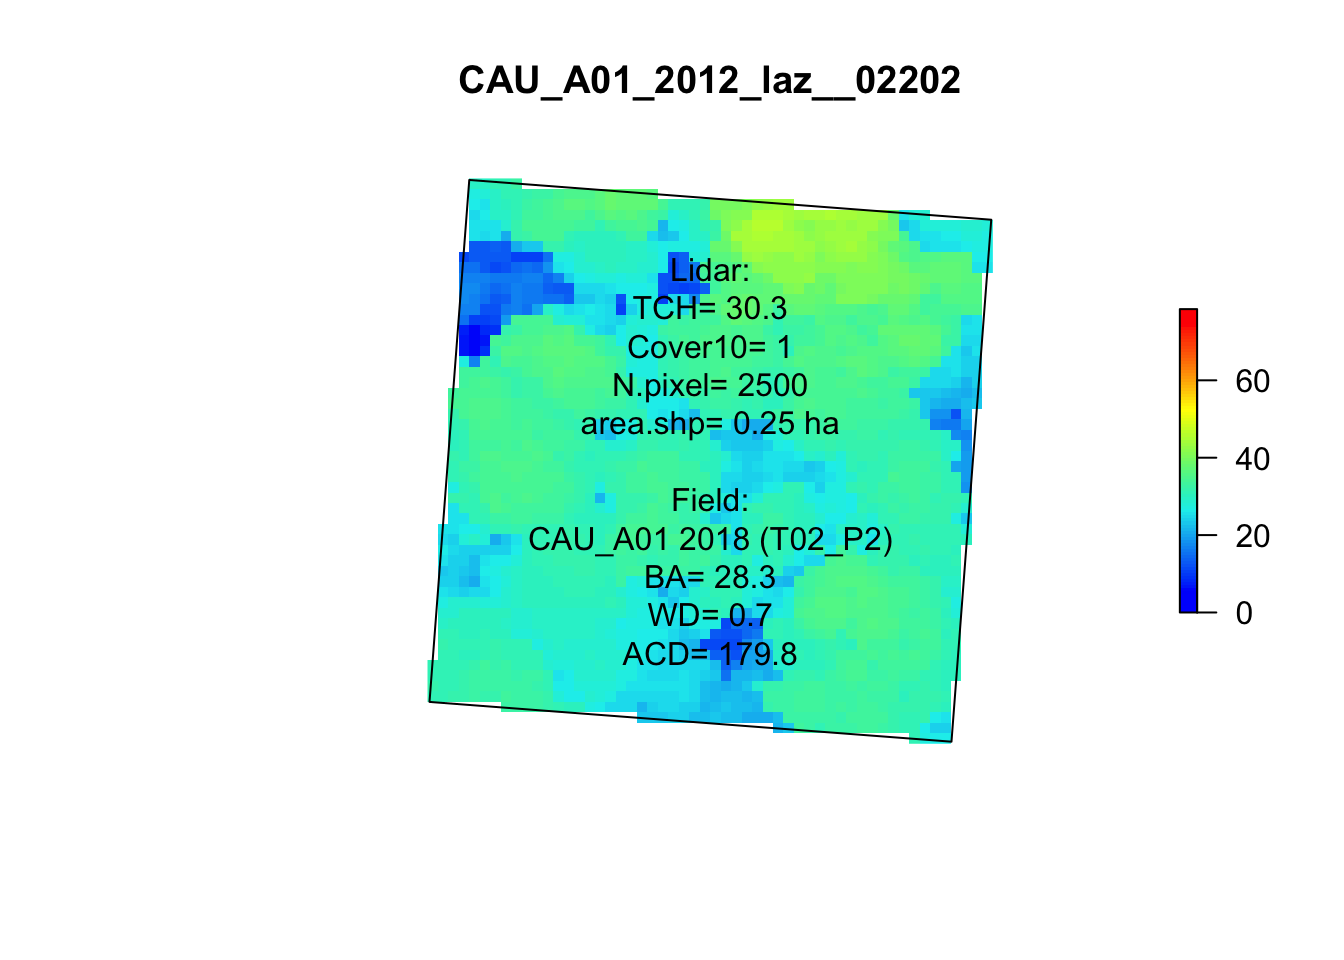 CAU_A01_2012_laz__02202
Lidar:
TCH= 30.3
Cover10= 1
N.pixel= 2500
area.shp= 0.25 ha
Field:
CAU_A01 2018 (T02_P2)
BA= 28.3
WD= 0.7
ACD= 179.8
60
40
20
0